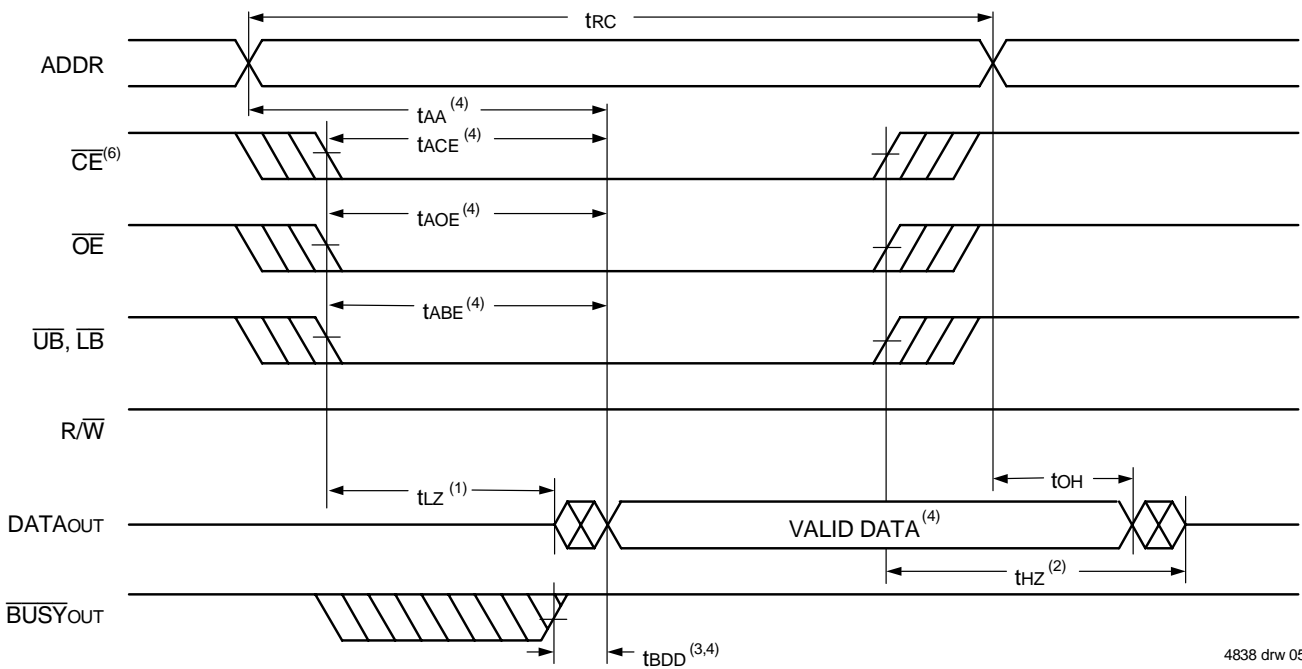 tRC
ADDR
tAA (4)
tACE (4)
CE(6)
tAOE (4)
OE
tABE (4)
UB, LB
R/W
tOH
tLZ (1)
DATAOUT
VALID DATA(4)
tHZ (2)
BUSYOUT
tBDD(3,4)
4838 drw 05